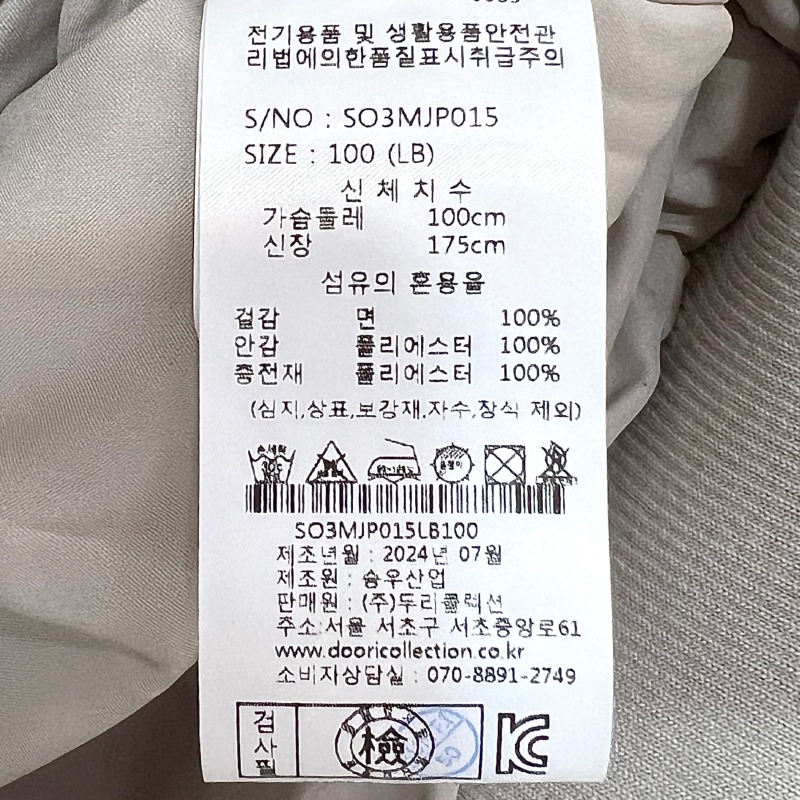 전기용품 및 생활용품안전관
리법에의한품질표시취급주의
S/NO : SO3MJP015
SIZE : 100 (LB)
신 체 치 수
가슴둘레 100cm
신장 175cm
섬유의 혼용율
겉감 면 100%
안감 폴리에스터 100%
충전재 폴리에스터 100%
(심지,상표,보강재,자수,장식 제외)
손세탁
30℃
SO3MJP015LB100
제조년월 : 2024년 07월
제조원 : 승우산업
판매원 : (주)두리콜렉션
주소:서울 서초구 서초중앙로61
www.dooricollection.co.kr
소비자상담실 : 070-8891-2749
검사필
檢
KC